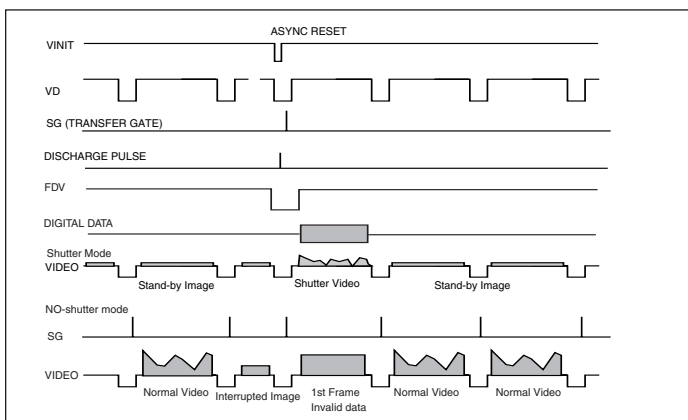 ASYNC RESET
VINIT
VD
SG (TRANSFER GATE)
DISCHARGE PULSE
FDV
DIGITAL DATA
Shutter Mode
VIDEO
Stand-by Image
Shutter Video
Stand-by Image
NO-shutter mode
SG
VIDEO
Normal Video
Interrupted Image
1st Frame
Invalid data
Normal Video
Normal Video